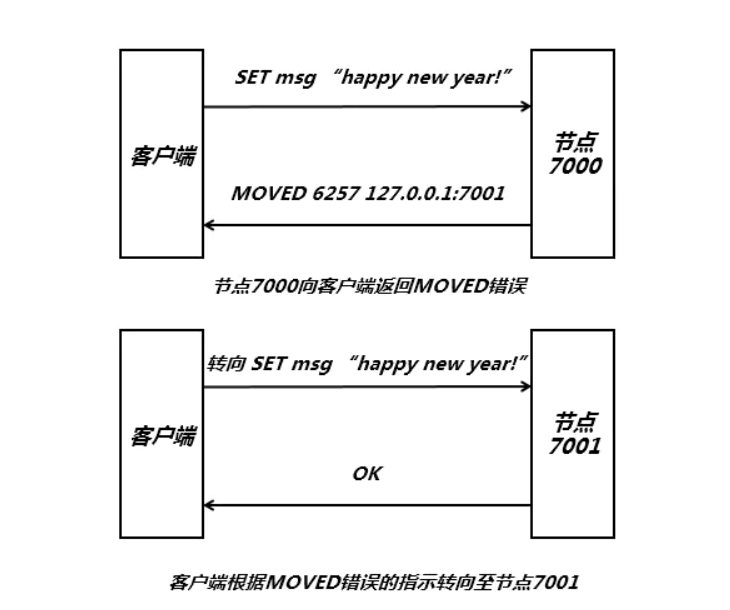 SET msg “happy new year!”
客户端
节点
7000
MOVED 6257 127.0.0.1:7001
节点7000向客户端返回MOVED错误
转向 SET msg “happy new year!”
客户端
节点
7001
OK
客户端根据MOVED错误的指示转向至节点7001